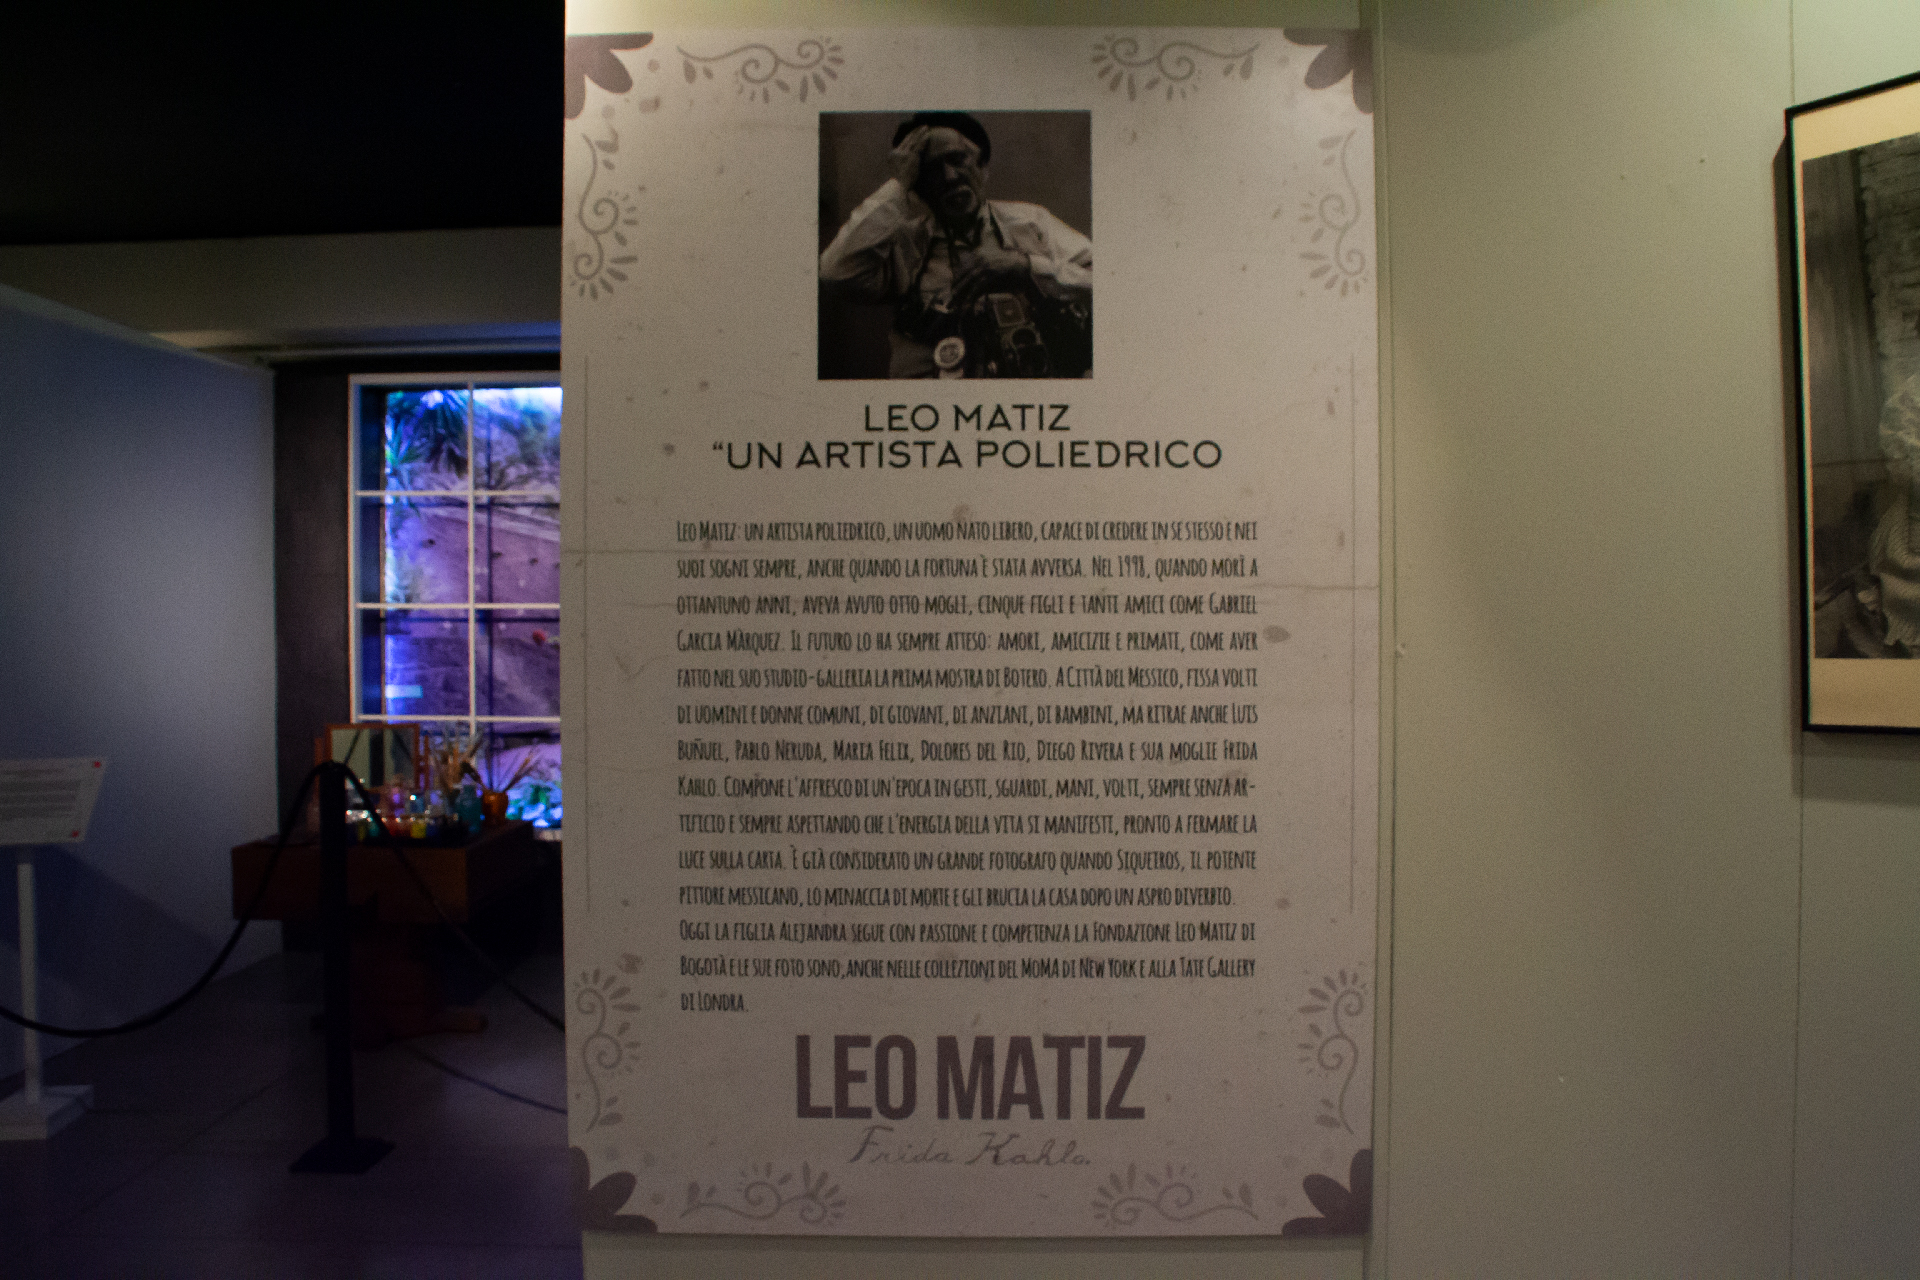 LEO MATIZ
“UN ARTISTA POLIEDRICO
LEO MATIZ: UN ARTISTA POLIEDRICO, UN UOMO NATO LIBERO, CAPACE DI CREDERE IN SE STESSO E NEI
SUOI SOGNI SEMPRE, ANCHE QUANDO LA FORTUNA È STATA AVVERSA. NEL 1998, QUANDO MORÌ A
OTTANTUNO ANNI, AVEVA AVUTO OTTO MOGLI, CINQUE FIGLI E TANTI AMICI COME GABRIEL
GARCIA MÀRQUEZ. IL FUTURO LO HA SEMPRE ATTESO: AMORI, AMICIZIE E PRIMATI, COME AVER
FATTO NEL SUO STUDIO-GALLERIA LA PRIMA MOSTRA DI BOTERO. A CITTÀ DEL MESSICO, FISSA VOLTI
DI UOMINI E DONNE COMUNI, DI GIOVANI, DI ANZIANI, DI BAMBINI, MA RITRAE ANCHE LUIS
BUÑUEL, PABLO NERUDA, MARIA FELIX, DOLORES DEL RIO, DIEGO RIVERA E SUA MOGLIE FRIDA
KAHLO. COMPONE L'AFFRESCO DI UN'EPOCA IN GESTI, SGUARDI, MANI, VOLTI, SEMPRE SENZA AR-
TIFICIO E SEMPRE ASPETTANDO CHE L'ENERGIA DELLA VITA SI MANIFESTI, PRONTO A FERMARE LA
LUCE SULLA CARTA. È GIÀ CONSIDERATO UN GRANDE FOTOGRAFO QUANDO SIQUEIROS, IL POTENTE
PITTORE MESSICANO, LO MINACCIA DI MORTE E GLI BRUCIA LA CASA DOPO UN ASPRO DIVERBIO.
OGGI LA FIGLIA ALEJANDRA SEGUE CON PASSIONE E COMPETENZA LA FONDAZIONE LEO MATIZ DI
BOGOTÀ E LE SUE FOTO SONO, ANCHE NELLE COLLEZIONI DEL MOMA DI NEW YORK E ALLA TATE GALLERY
DI LONDRA.
LEO MATIZ
Frida Kahlo